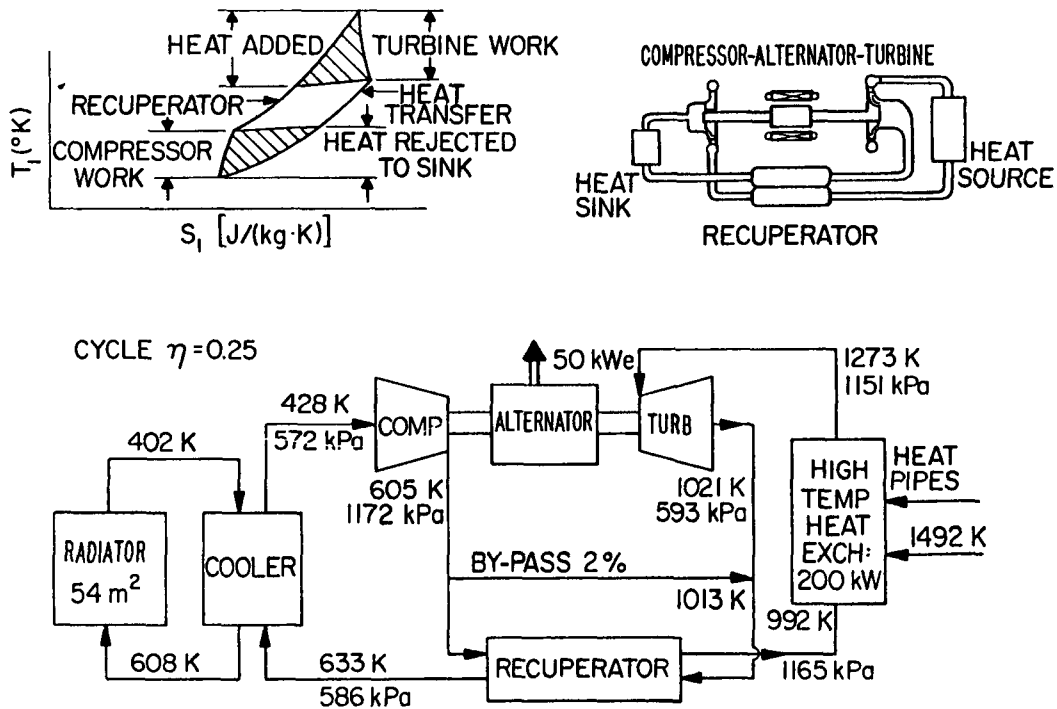 HEAT ADDED
TURBINE WORK
RECUPERATOR
HEAT
TRANSFER
COMPRESSOR
WORK
HEAT REJECTED
TO SINK
T₁(°K)
S₁ [J/(kg·K)]
COMPRESSOR-ALTERNATOR-TURBINE
HEAT
SINK
HEAT
SOURCE
RECUPERATOR
CYCLE η=0.25
50 kWe
1273 K
1151 kPa
428 K
572 kPa
COMP
ALTERNATOR
TURB
402 K
605 K
1172 kPa
1021 K
593 kPa
HIGH
TEMP
HEAT
EXCH:
200 kW
HEAT
PIPES
1492 K
RADIATOR
54 m²
COOLER
BY-PASS 2%
1013 K
992 K
608 K
633 K
586 kPa
RECUPERATOR
1165 kPa